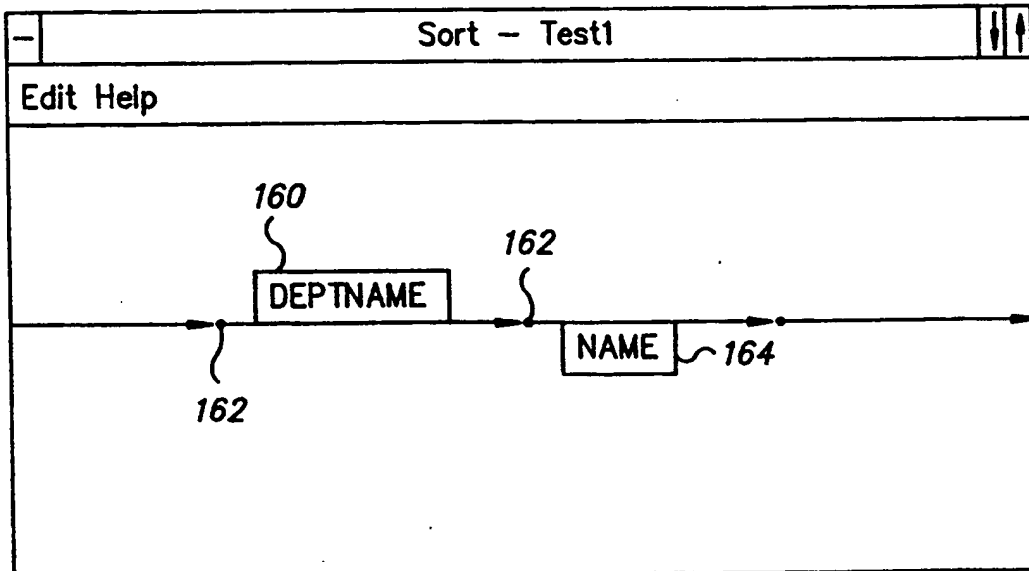 Sort - Test1
Edit Help
160
162
DEPTNAME
NAME
164
162